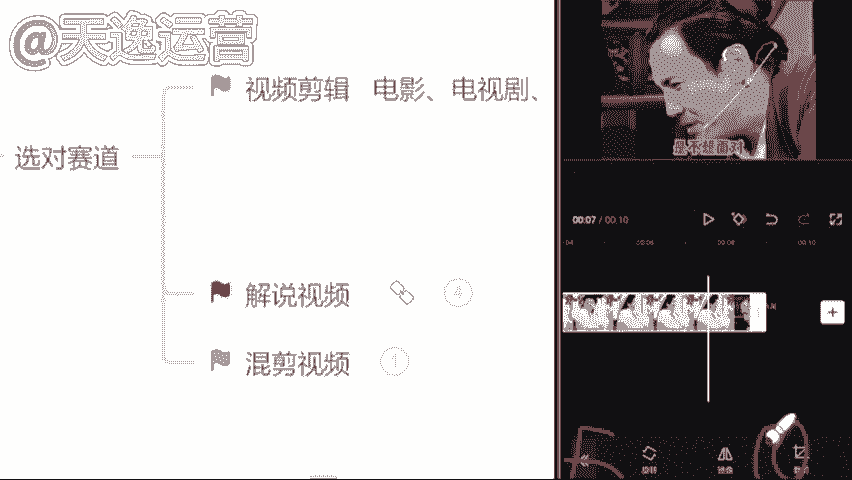 @天逸运营
视频剪辑 电影、电视剧、
选对赛道
解说视频 4
混剪视频 1
是不想面对
00:07 / 00:10
旋转 镜像